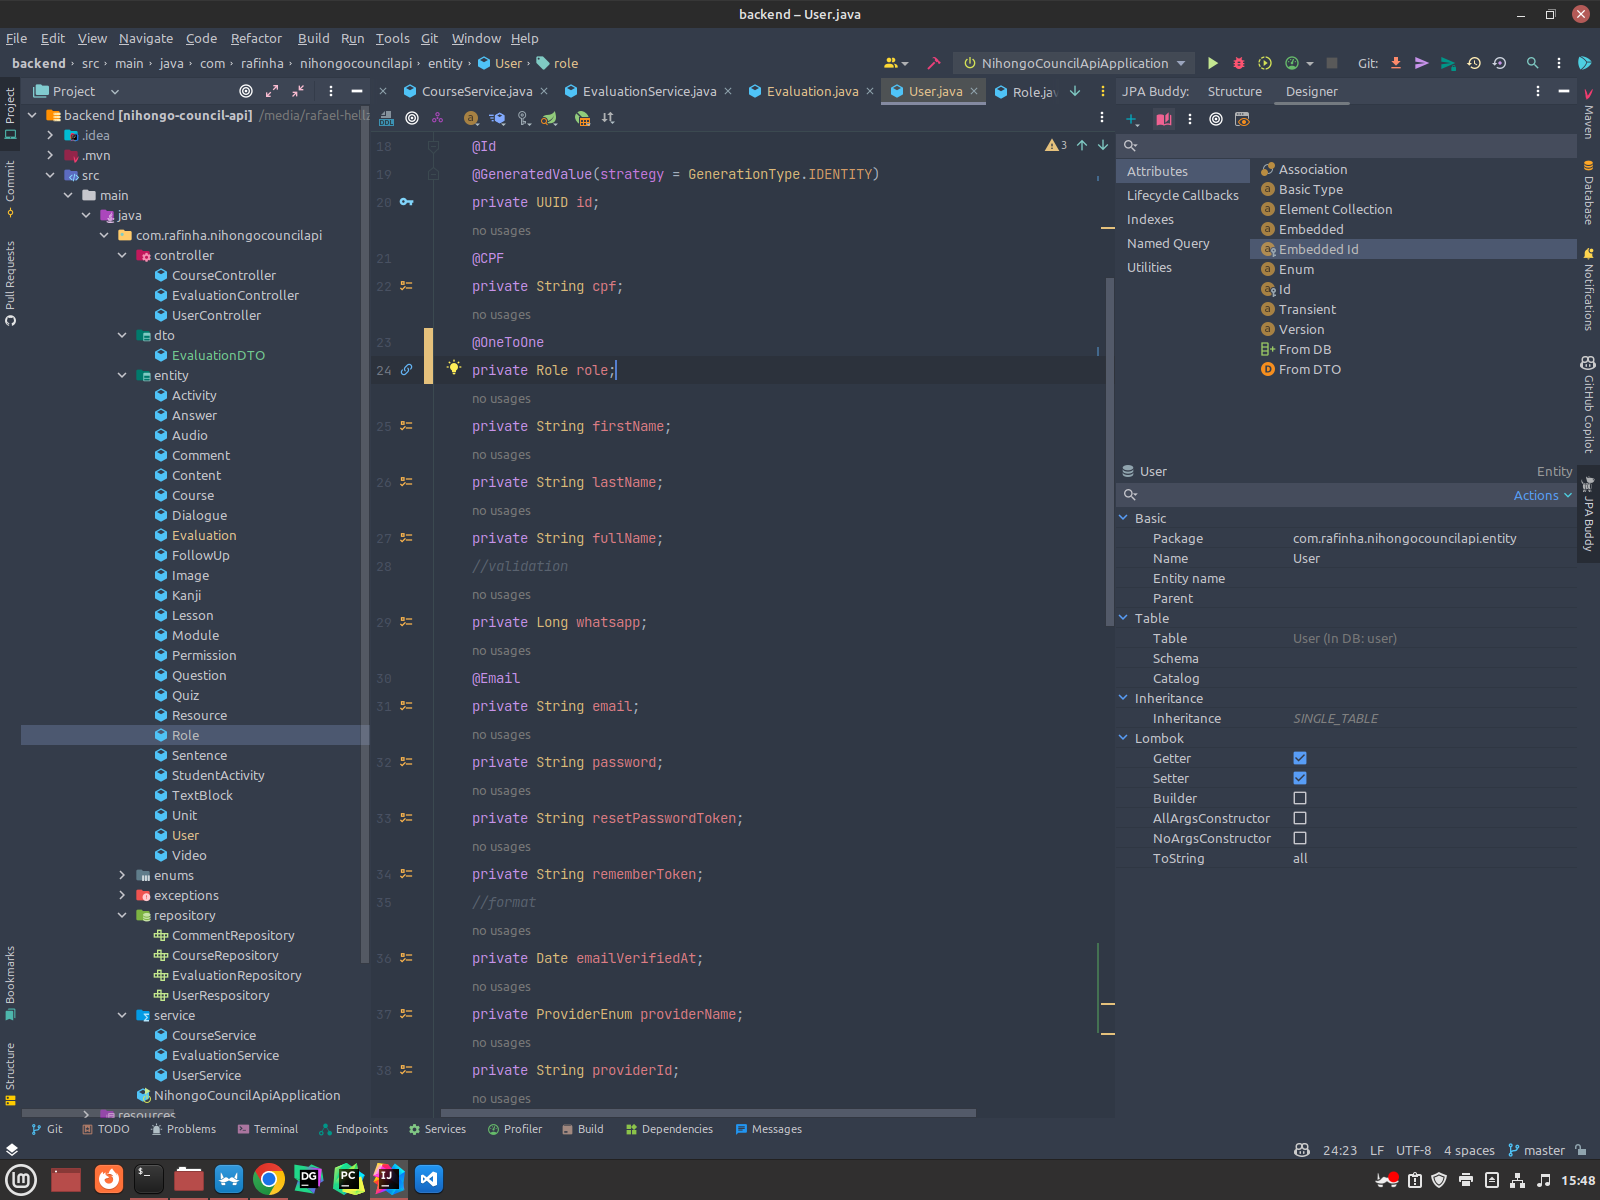 backend – User.java
File Edit View Navigate Code Refactor Build Run Tools Git Window Help
backend › src › main › java › com › rafinha › nihongocouncilapi › entity › User › role
NihongoCouncilApiApplication
Git:
Project
CourseService.java
EvaluationService.java
Evaluation.java
User.java
Role.jav
JPA Buddy: Structure Designer
Project
Commit
Pull Requests
Bookmarks
Structure
backend [nihongo-council-api]
.idea
.mvn
src
main
java
com.rafinha.nihongocouncilapi
controller
CourseController
EvaluationController
UserController
dto
EvaluationDTO
entity
Activity
Answer
Audio
Comment
Content
Course
Dialogue
Evaluation
FollowUp
Image
Kanji
Lesson
Module
Permission
Question
Quiz
Resource
Role
Sentence
StudentActivity
TextBlock
Unit
User
Video
enums
exceptions
repository
CommentRepository
CourseRepository
EvaluationRepository
UserRespository
service
CourseService
EvaluationService
UserService
NihongoCouncilApiApplication
resources
DDL
3
18 @Id
19 @GeneratedValue(strategy = GenerationType.IDENTITY)
20 private UUID id;
no usages
21 @CPF
22 private String cpf;
no usages
23 @OneToOne
24 private Role role;
no usages
25 private String firstName;
no usages
26 private String lastName;
no usages
27 private String fullName;
28 //validation
no usages
29 private Long whatsapp;
no usages
30 @Email
31 private String email;
no usages
32 private String password;
no usages
33 private String resetPasswordToken;
no usages
34 private String rememberToken;
35 //format
no usages
36 private Date emailVerifiedAt;
no usages
37 private ProviderEnum providerName;
no usages
38 private String providerId;
no usages
Attributes
Lifecycle Callbacks
Indexes
Named Query
Utilities
Association
Basic Type
Element Collection
Embedded
Embedded Id
Enum
Id
Transient
Version
From DB
From DTO
User Entity
Actions
Basic
Package com.rafinha.nihongocouncilapi.entity
Name User
Entity name
Parent
Table
Table User (In DB: user)
Schema
Catalog
Inheritance
Inheritance SINGLE_TABLE
Lombok
Getter
Setter
Builder
AllArgsConstructor
NoArgsConstructor
ToString all
Maven
Database
Notifications
GitHub Copilot
JPA Buddy
Git TODO Problems Terminal Endpoints Services Profiler Build Dependencies Messages
24:23 LF UTF-8 4 spaces master
DG
PC
IJ
15:48